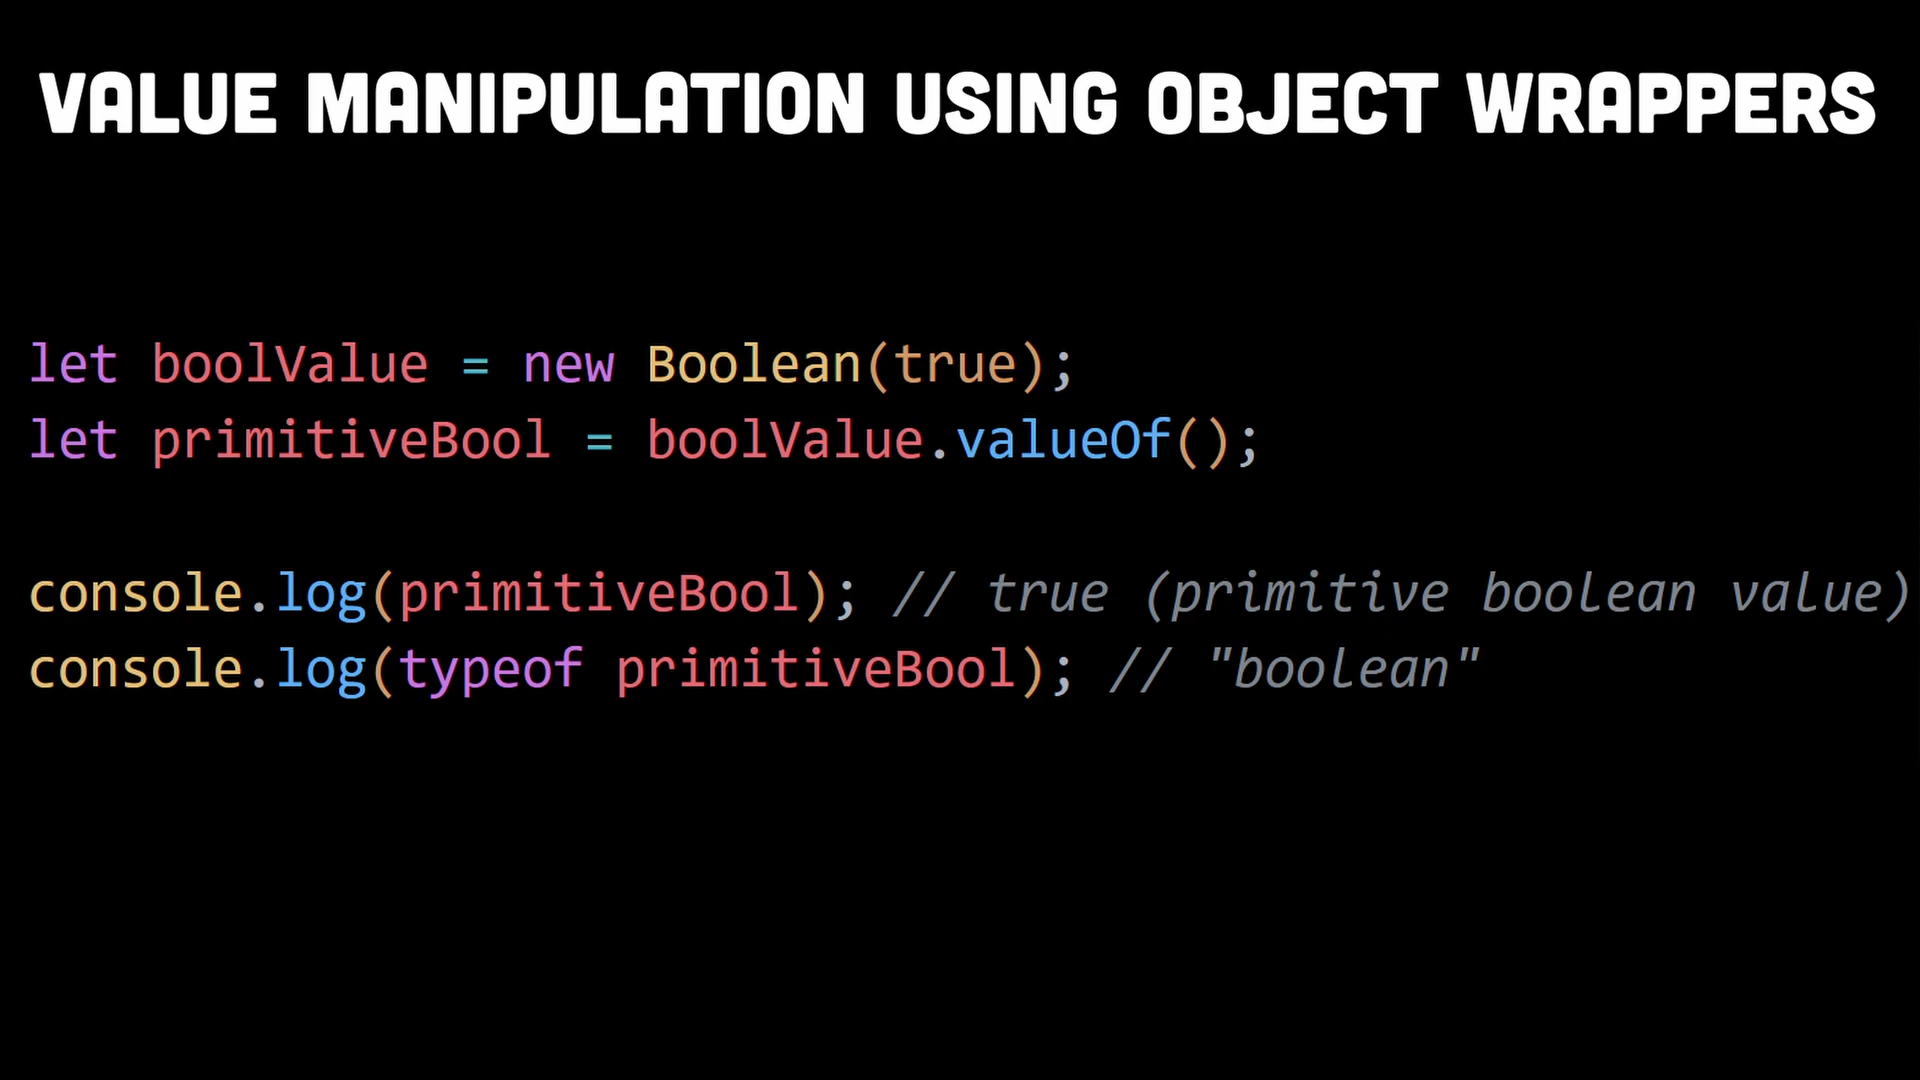 VALUE MANIPULATION USING OBJECT WRAPPERS
let boolValue = new Boolean(true);
let primitiveBool = boolValue.valueOf();
console.log(primitiveBool); // true (primitive boolean value)
console.log(typeof primitiveBool); // "boolean"